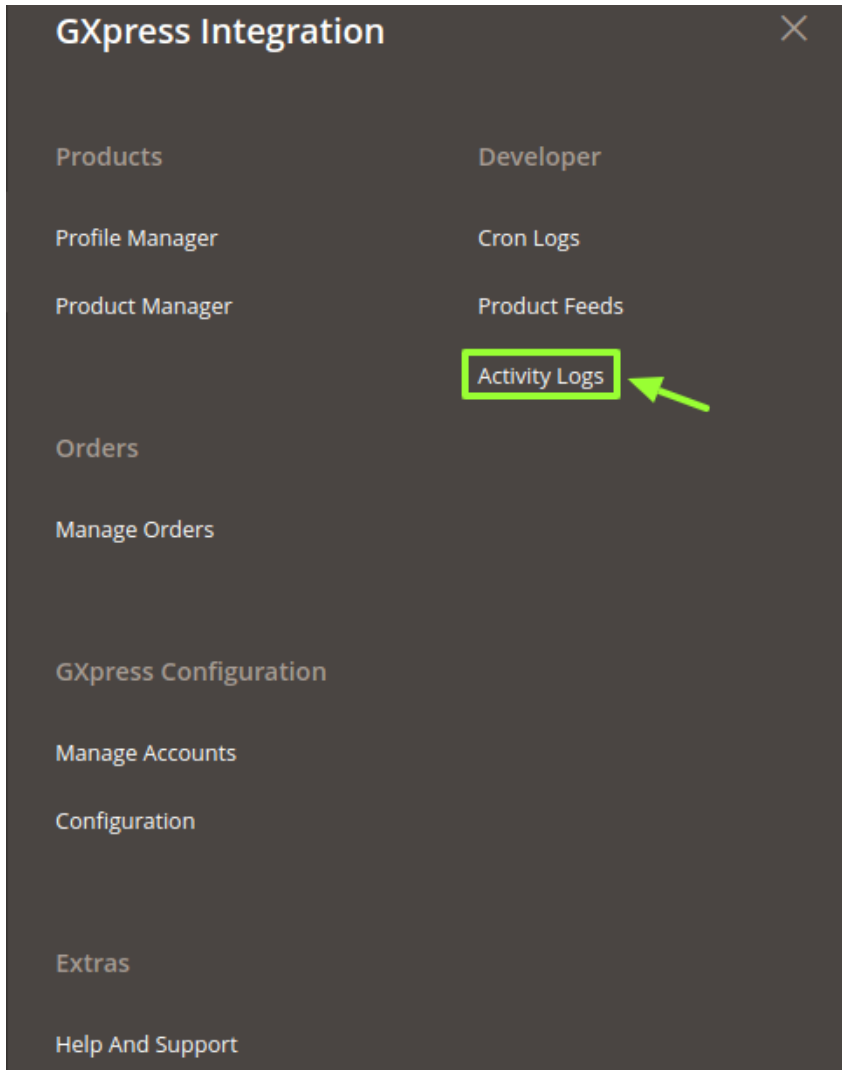 GXpress Integration
Products
Profile Manager
Product Manager
Orders
Manage Orders
GXpress Configuration
Manage Accounts
Configuration
Extras
Help And Support
Developer
Cron Logs
Product Feeds
Activity Logs